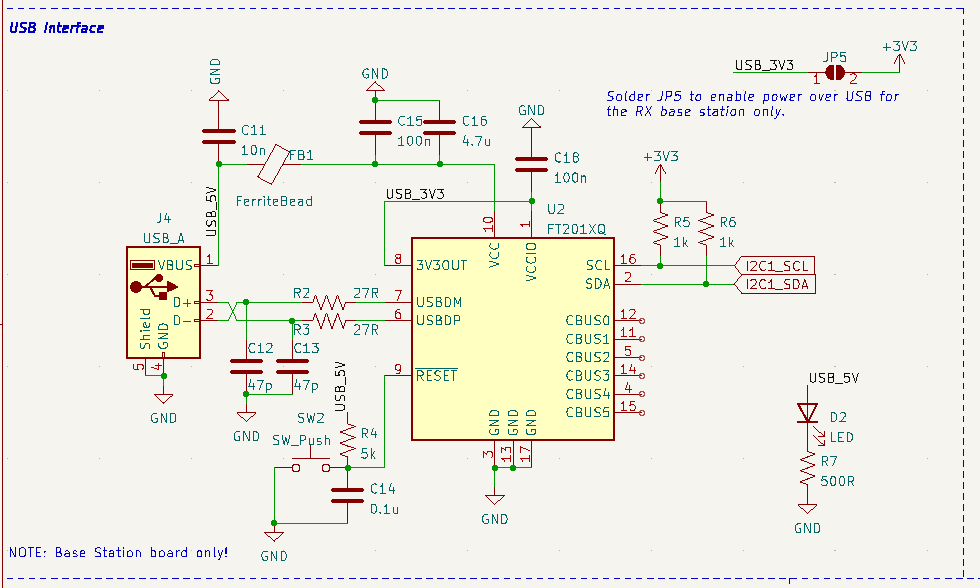 USB Interface
GND
C11
10n
FB1
FerriteBead
USB_5V
GND
C15
100n
C16
4.7u
GND
C18
100n
USB_3V3
JP5
1
2
+3V3
Solder JP5 to enable power over USB for
the RX base station only.
+3V3
R5
1k
R6
1k
I2C1_SCL
I2C1_SDA
J4
USB_A
VBUS
1
D+
3
D-
2
Shield
GND
5
4
GND
R2
27R
R3
27R
C12
47p
C13
47p
GND
USB_3V3
U2
FT201XQ
10
VCC
1
VCCIO
8
3V3OUT
7
USBDM
6
USBDP
9
RESET
SCL
16
SDA
2
CBUS0
12
CBUS1
11
CBUS2
5
CBUS3
14
CBUS4
4
CBUS5
15
GND
GND
GND
3
13
17
GND
USB_5V
SW2
SW_Push
R4
5k
C14
0.1u
GND
USB_5V
D2
LED
R7
500R
GND
NOTE: Base Station board only!